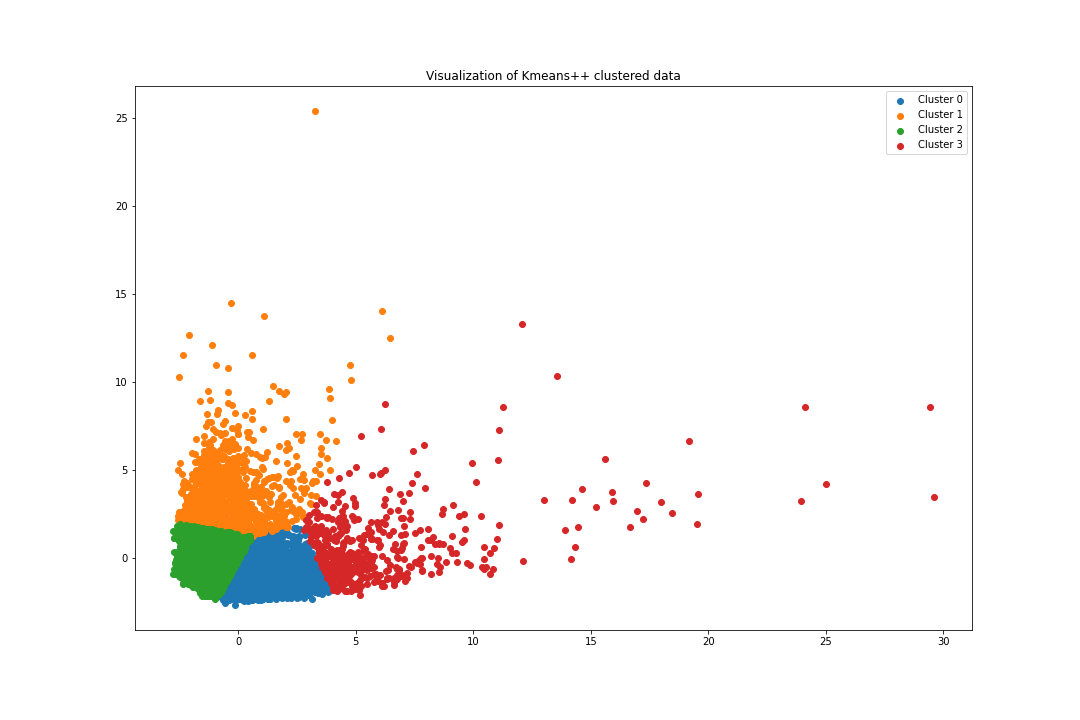 Visualization of Kmeans++ clustered data
Cluster 0
Cluster 1
Cluster 2
Cluster 3
25
20
15
10
5
0
0 5 10 15 20 25 30